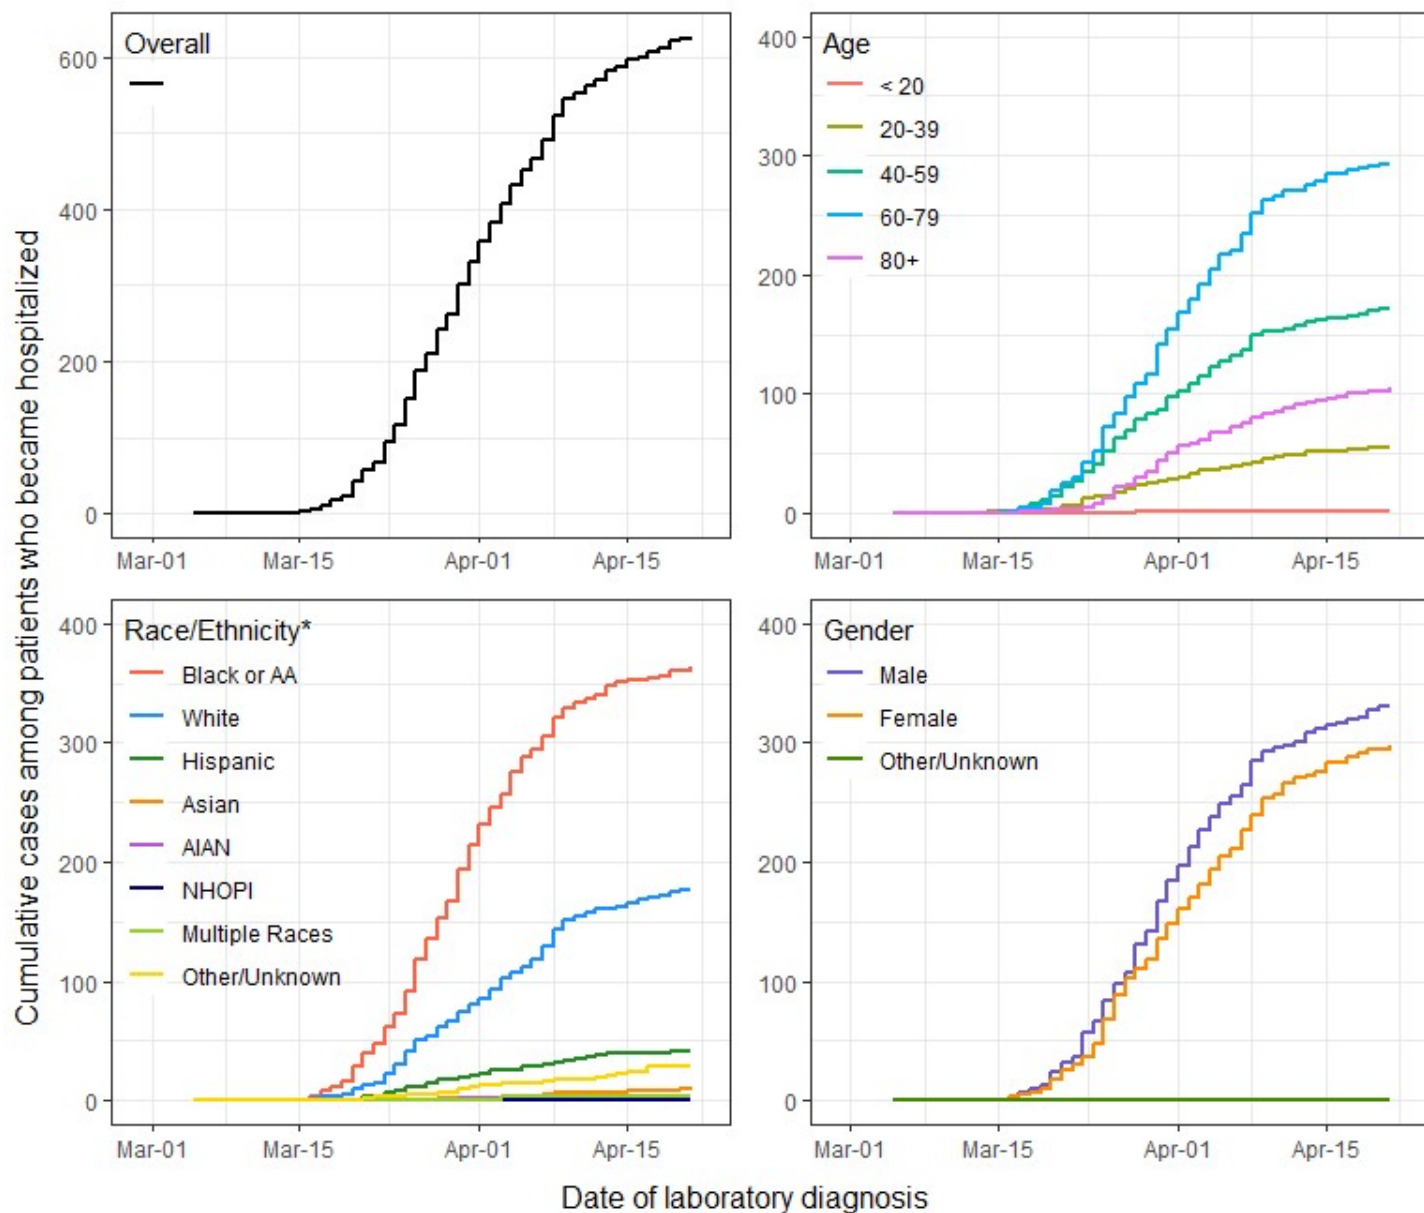 Cumulative cases among patients who became hospitalized
Overall
600
400
200
0
Mar-01 Mar-15 Apr-01 Apr-15
Age
< 20
20-39
40-59
60-79
80+
400
300
200
100
0
Mar-01 Mar-15 Apr-01 Apr-15
Race/Ethnicity*
Black or AA
White
Hispanic
Asian
AIAN
NHOPI
Multiple Races
Other/Unknown
400
300
200
100
0
Mar-01 Mar-15 Apr-01 Apr-15
Gender
Male
Female
Other/Unknown
400
300
200
100
0
Mar-01 Mar-15 Apr-01 Apr-15
Date of laboratory diagnosis